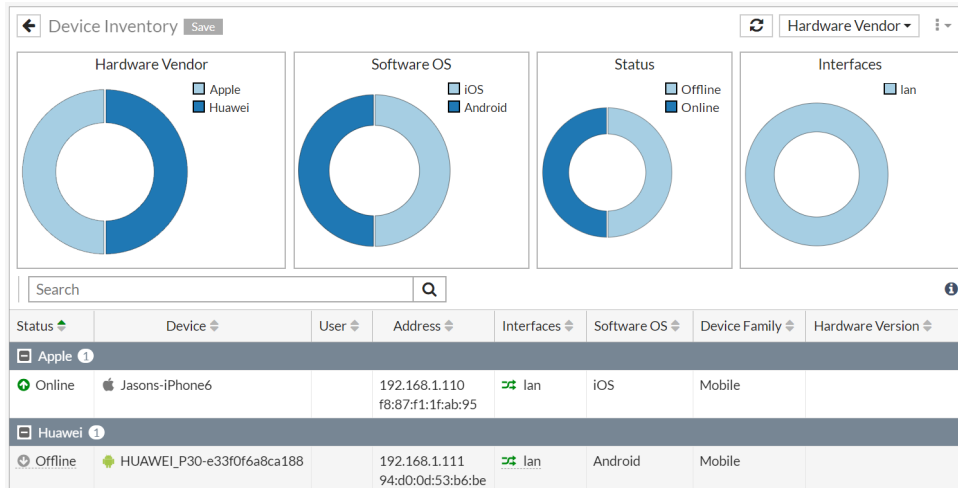 Device Inventory Save
Hardware Vendor
Hardware Vendor
Apple
Huawei
Software OS
iOS
Android
Status
Offline
Online
Interfaces
lan
Search
Status Device User Address Interfaces Software OS Device Family Hardware Version
Apple 1
Online Jasons-iPhone6 192.168.1.110 lan iOS Mobile
f8:87:f1:1f:ab:95
Huawei 1
Offline HUAWEI_P30-e33f0f6a8ca188 192.168.1.111 lan Android Mobile
94:d0:0d:53:b6:be